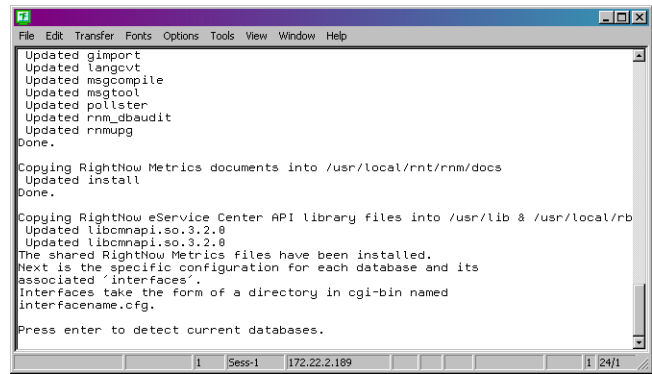 File Edit Transfer Fonts Options Tools View Window Help
Updated gimport
Updated langcvt
Updated msgcompile
Updated msgtool
Updated pollster
Updated rnm_dbaudit
Updated rnmupg
Done.
Copying RightNow Metrics documents into /usr/local/rnt/rnm/docs
Updated install
Done.
Copying RightNow eService Center API library files into /usr/lib & /usr/local/rb
Updated libcmnapi.so.3.2.0
Updated libcmnapi.so.3.2.0
The shared RightNow Metrics files have been installed.
Next is the specific configuration for each database and its
associated ´interfaces´.
Interfaces take the form of a directory in cgi-bin named
interfacename.cfg.
Press enter to detect current databases.
1 Sess-1 172.22.2.189 1 24/1